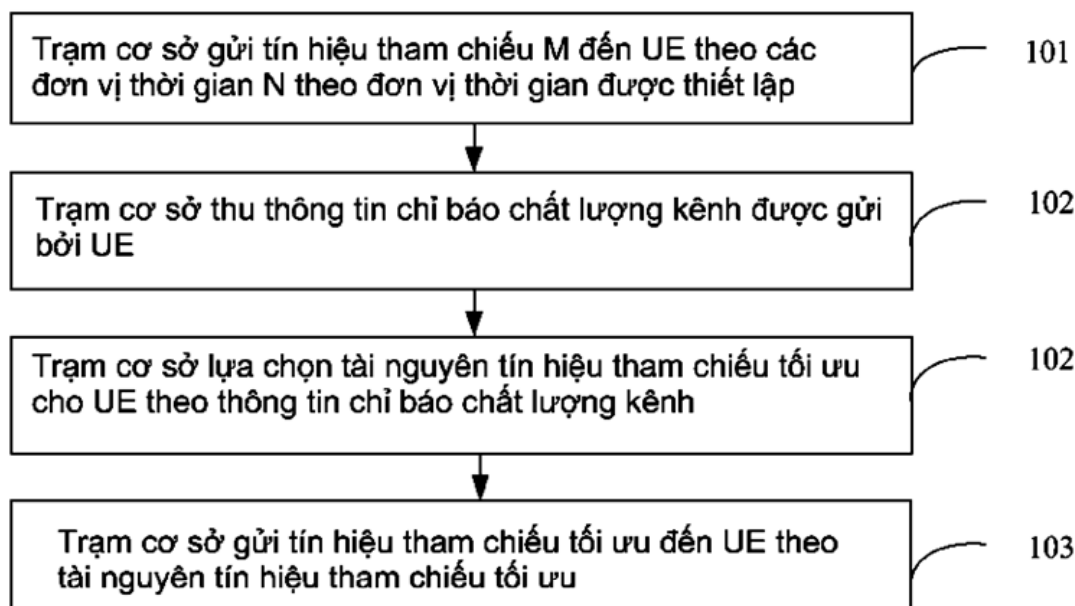 Trạm cơ sở gửi tín hiệu tham chiếu M đến UE theo các
đơn vị thời gian N theo đơn vị thời gian được thiết lập
101
Trạm cơ sở thu thông tin chỉ báo chất lượng kênh được gửi
bởi UE
102
Trạm cơ sở lựa chọn tài nguyên tín hiệu tham chiếu tối ưu
cho UE theo thông tin chỉ báo chất lượng kênh
102
Trạm cơ sở gửi tín hiệu tham chiếu tối ưu đến UE theo
tài nguyên tín hiệu tham chiếu tối ưu
103